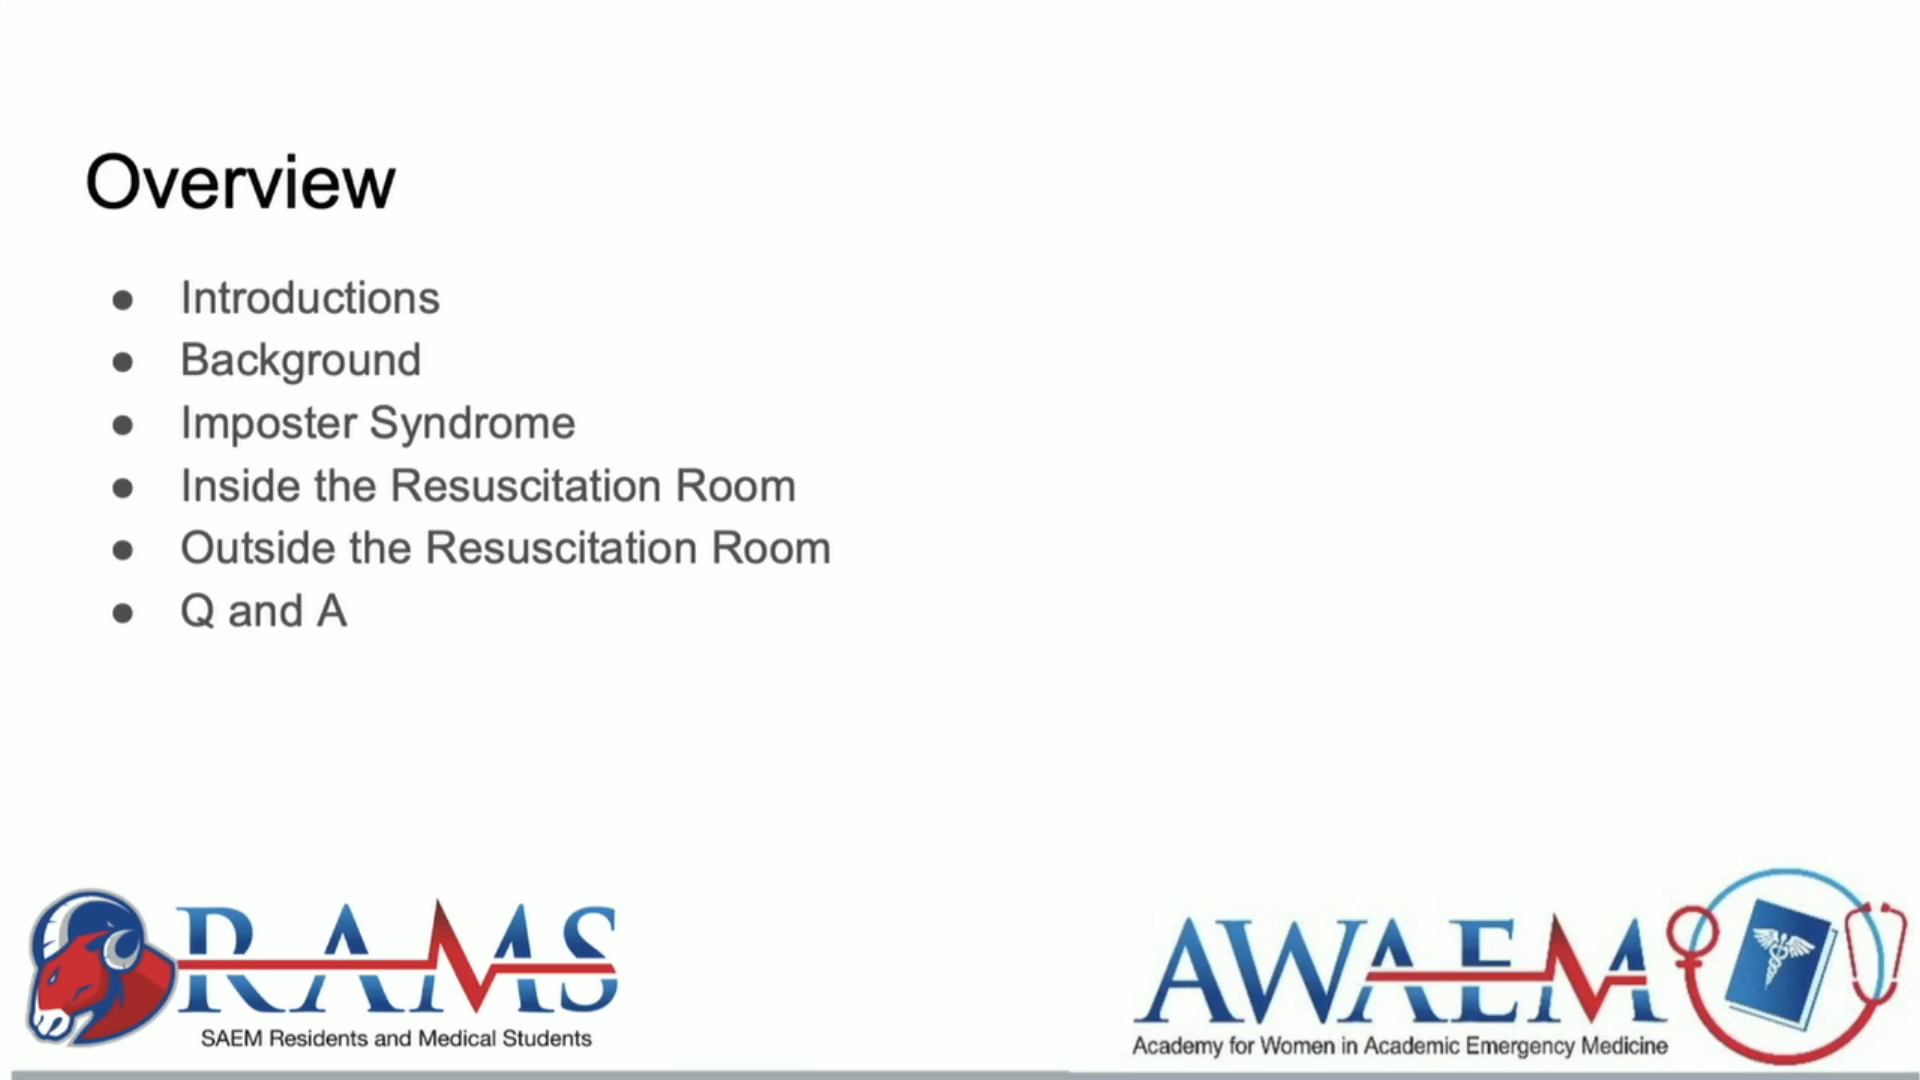 Overview
● Introductions
● Background
● Imposter Syndrome
● Inside the Resuscitation Room
● Outside the Resuscitation Room
● Q and A
RAMS
SAEM Residents and Medical Students
AWAEM
Academy for Women in Academic Emergency Medicine